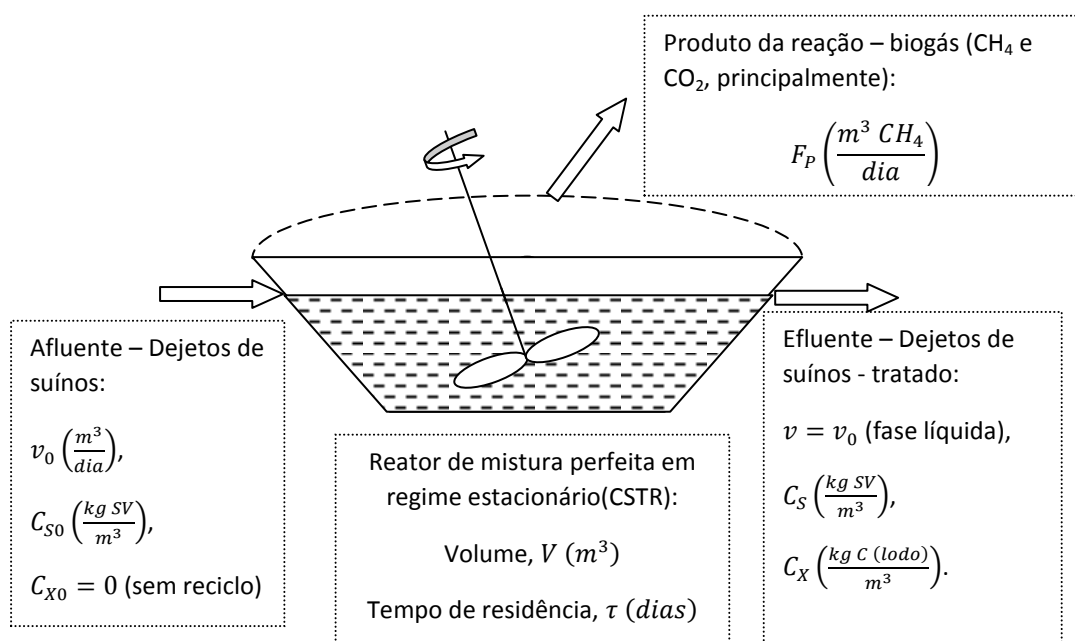 Produto da reação – biogás (CH₄ e
CO₂, principalmente):
F_P (m³ CH₄ / dia)
Afluente – Dejetos de
suínos:
v₀ (m³ / dia),
C_S0 (kg SV / m³),
C_X0 = 0 (sem reciclo)
Reator de mistura perfeita em
regime estacionário(CSTR):
Volume, V (m³)
Tempo de residência, τ (dias)
Efluente – Dejetos de
suínos - tratado:
v = v₀ (fase líquida),
C_S (kg SV / m³),
C_X (kg C (lodo) / m³).